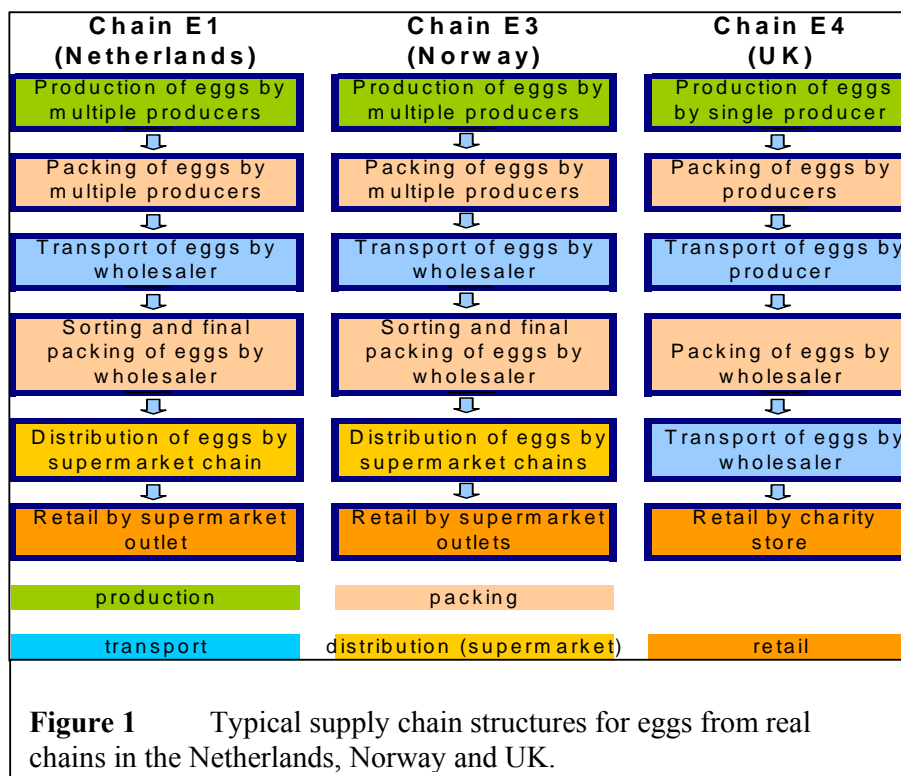 Chain E1
(Netherlands)
Chain E3
(Norway)
Chain E4
(UK)
Production of eggs by
multiple producers
Production of eggs by
multiple producers
Production of eggs
by single producer
Packing of eggs by
multiple producers
Packing of eggs by
multiple producers
Packing of eggs by
producers
Transport of eggs by
wholesaler
Transport of eggs by
wholesaler
Transport of eggs by
producer
Sorting and final
packing of eggs by
wholesaler
Sorting and final
packing of eggs by
wholesaler
Packing of eggs by
wholesaler
Distribution of eggs by
supermarket chain
Distribution of eggs by
supermarket chains
Transport of eggs by
wholesaler
Retail by supermarket
outlet
Retail by supermarket
outlets
Retail by charity
store
production
packing
transport
distribution (supermarket)
retail
Figure 1 Typical supply chain structures for eggs from real
chains in the Netherlands, Norway and UK.